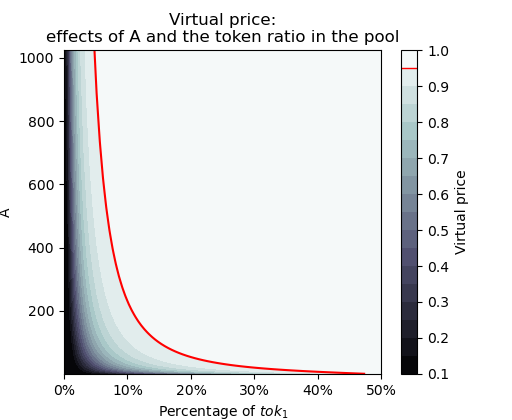 Virtual price:
effects of A and the token ratio in the pool
1000
800
600
400
200
A
0% 10% 20% 30% 40% 50%
Percentage of tok₁
1.0
0.9
0.8
0.7
0.6
0.5
0.4
0.3
0.2
0.1
Virtual price